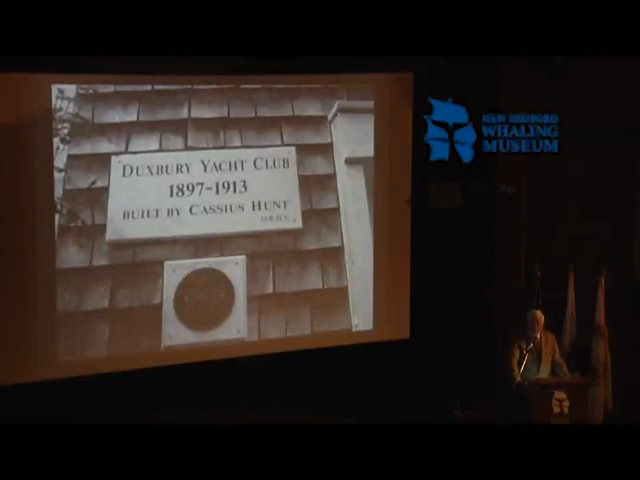 DUXBURY YACHT CLUB
1897-1913
BUILT BY CASSIUS HUNT
NEW BEDFORD
WHALING
MUSEUM